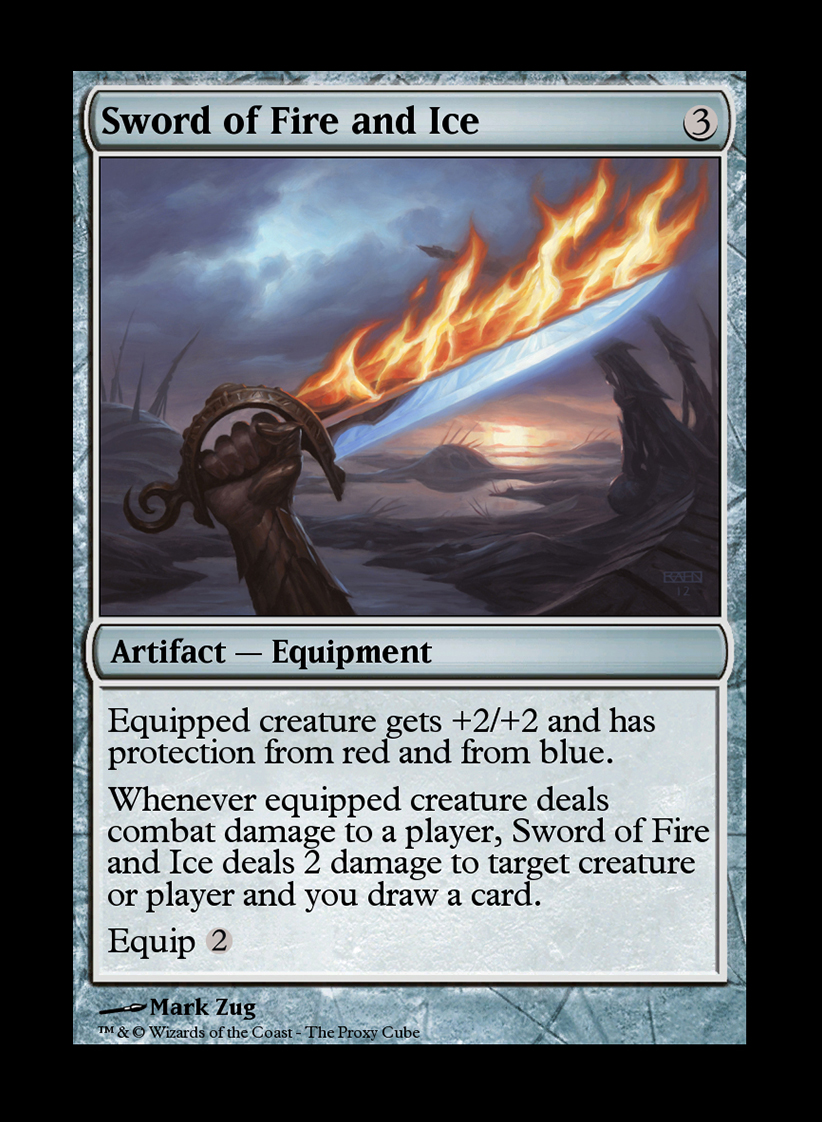 Sword of Fire and Ice 3
Artifact — Equipment
Equipped creature gets +2/+2 and has
protection from red and from blue.
Whenever equipped creature deals
combat damage to a player, Sword of Fire
and Ice deals 2 damage to target creature
or player and you draw a card.
Equip 2
Mark Zug
™ & © Wizards of the Coast - The Proxy Cube